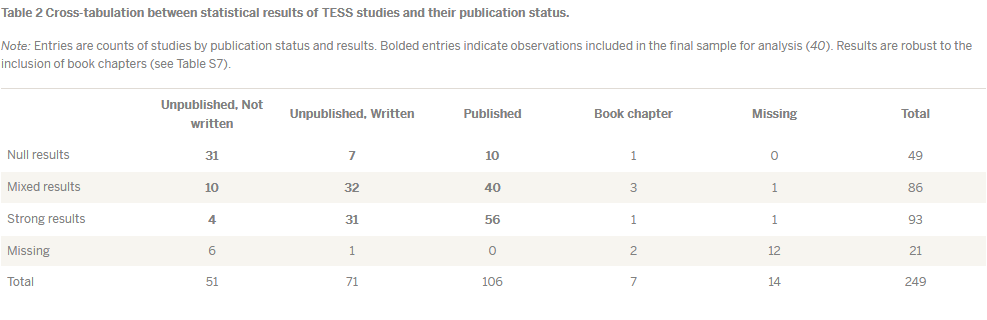 Table 2 Cross-tabulation between statistical results of TESS studies and their publication status.
Note: Entries are counts of studies by publication status and results. Bolded entries indicate observations included in the final sample for analysis (40). Results are robust to the
inclusion of book chapters (see Table S7).
Unpublished, Not written Unpublished, Written Published Book chapter Missing Total
Null results 31 7 10 1 0 49
Mixed results 10 32 40 3 1 86
Strong results 4 31 56 1 1 93
Missing 6 1 0 2 12 21
Total 51 71 106 7 14 249